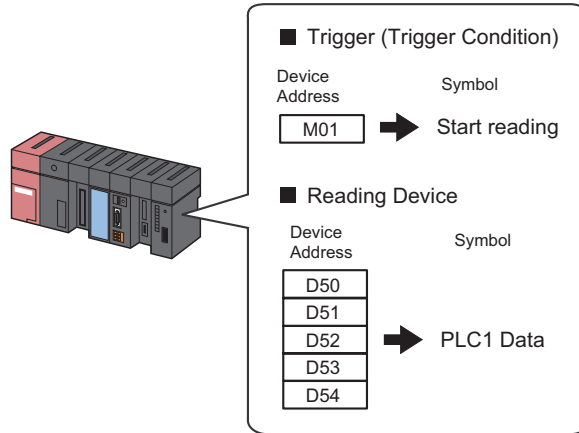 ■ Trigger (Trigger Condition)
Device
Address
Symbol
M01
Start reading
■ Reading Device
Device
Address
Symbol
D50
D51
D52
D53
D54
PLC1 Data